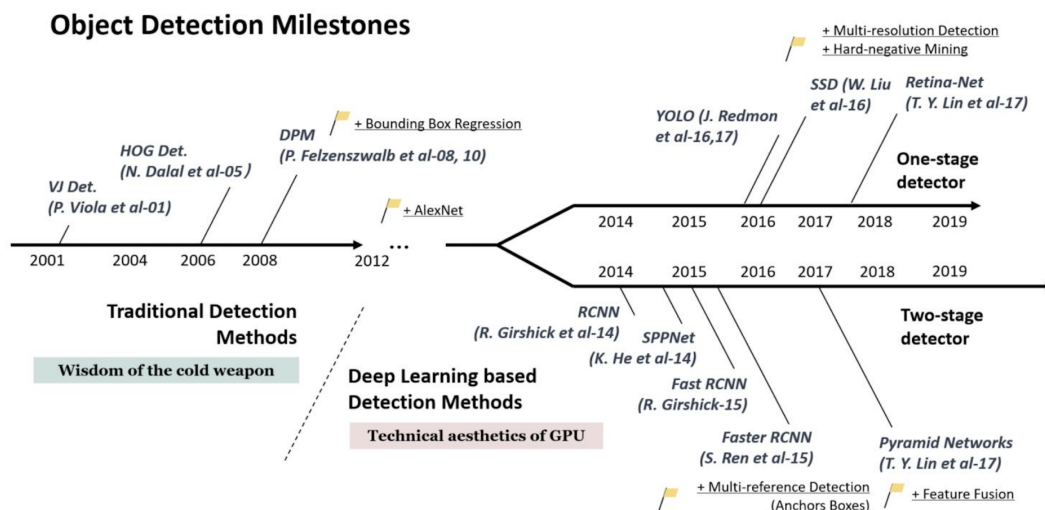 Object Detection Milestones
+ Multi-resolution Detection
+ Hard-negative Mining
SSD (W. Liu
et al-16)
Retina-Net
(T. Y. Lin et al-17)
YOLO (J. Redmon
et al-16,17)
+ Bounding Box Regression
DPM
(P. Felzenszwalb et al-08, 10)
HOG Det.
(N. Dalal et al-05)
VJ Det.
(P. Viola et al-01)
+ AlexNet
...
One-stage
detector
2014 2015 2016 2017 2018 2019
2001 2004 2006 2008 2012
2014 2015 2016 2017 2018 2019
Traditional Detection
Methods
Wisdom of the cold weapon
Two-stage
detector
RCNN
(R. Girshick et al-14)
SPPNet
(K. He et al-14)
Fast RCNN
(R. Girshick-15)
Faster RCNN
(S. Ren et al-15)
Pyramid Networks
(T. Y. Lin et al-17)
Deep Learning based
Detection Methods
Technical aesthetics of GPU
+ Multi-reference Detection
(Anchors Boxes)
+ Feature Fusion